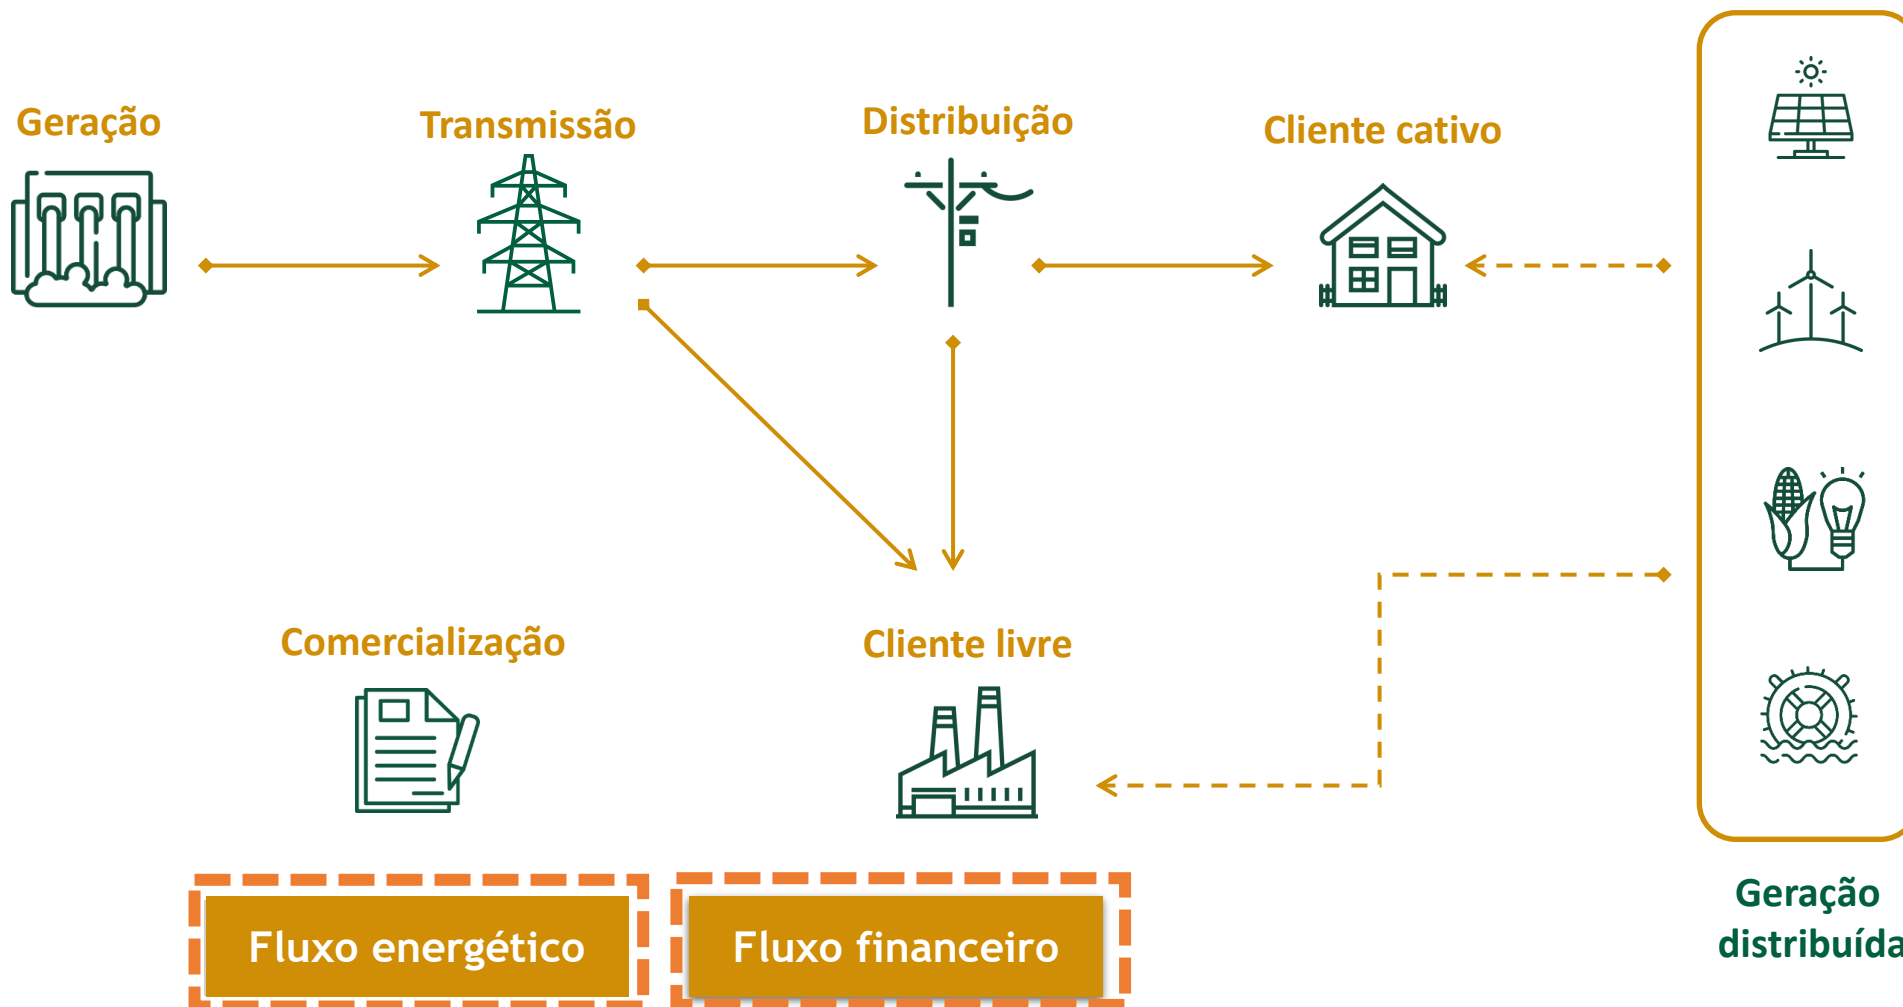 Geração
Transmissão
Distribuição
Cliente cativo
Comercialização
Cliente livre
Fluxo energético
Fluxo financeiro
Geração
distribuída